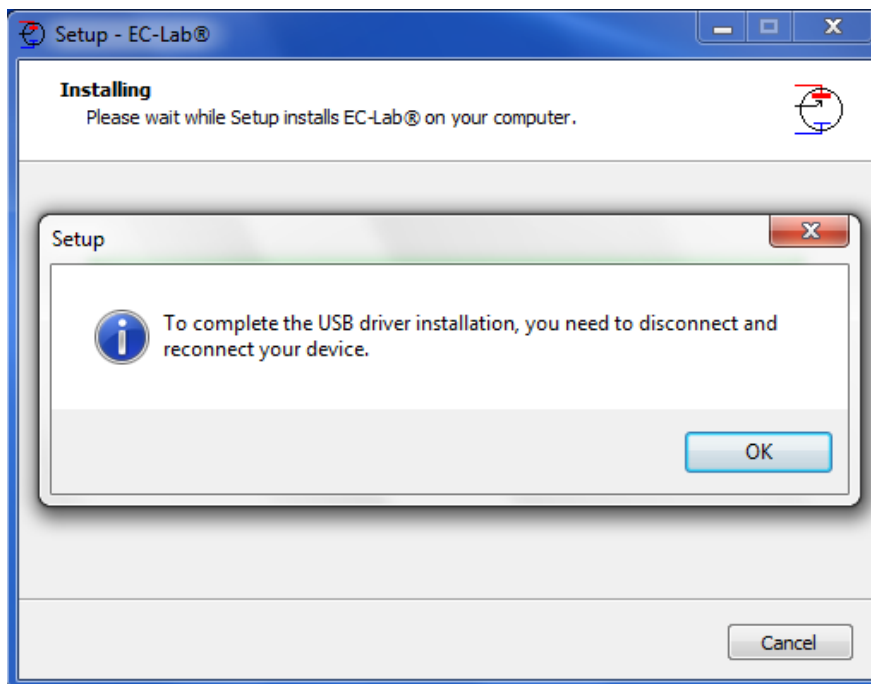 Setup - EC-Lab®
Installing
Please wait while Setup installs EC-Lab® on your computer.
Setup
To complete the USB driver installation, you need to disconnect and
reconnect your device.
OK
Cancel